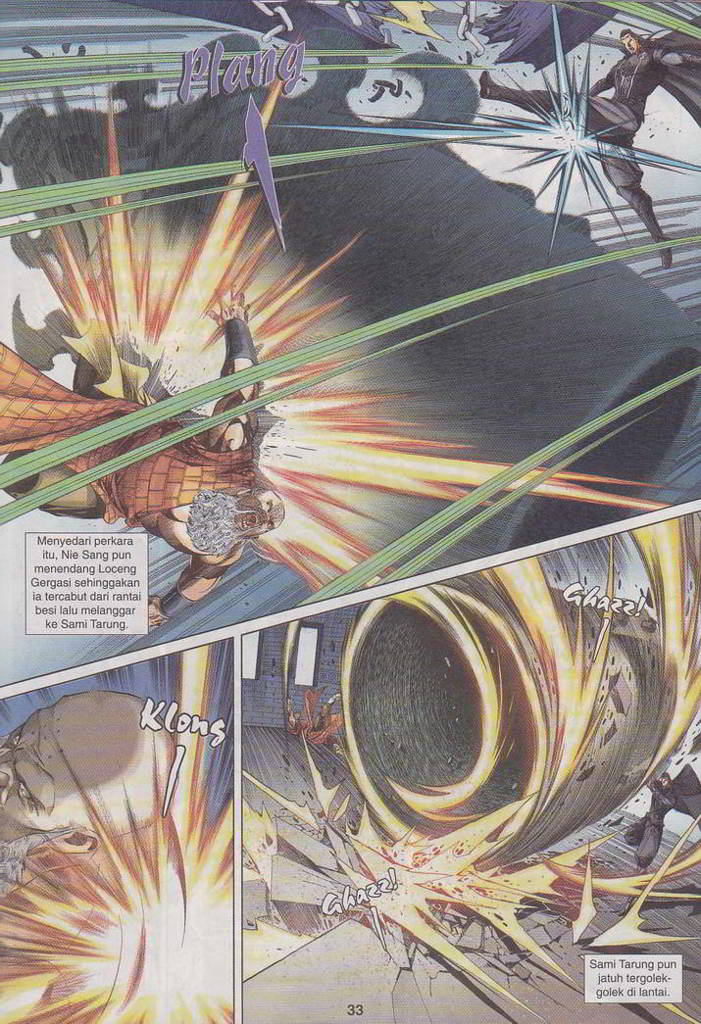 Plang
Menyedari perkara
itu, Nie Sang pun
menendang Loceng
Gergasi sehinggakan
ia tercabut dari rantai
besi lalu melanggar
ke Sami Tarung.
Klong
Ghazz!
Ghazz!
Sami Tarung pun
jatuh tergolek-
golek di lantai.
33